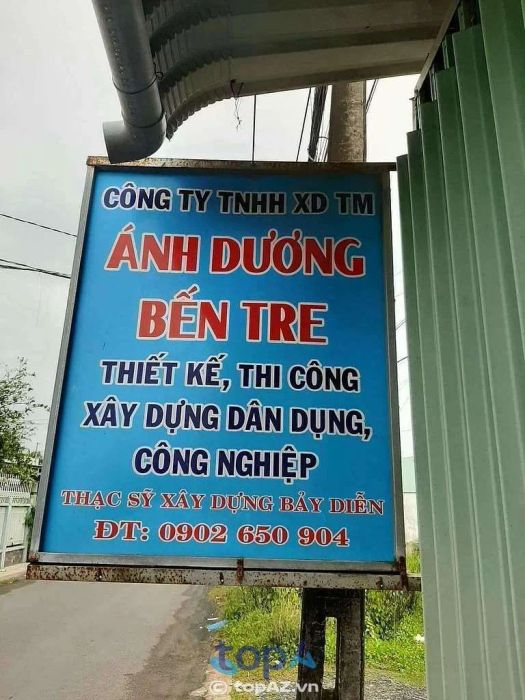 CÔNG TY TNHH XD TM
ÁNH DƯƠNG
BẾN TRE
THIẾT KẾ, THI CÔNG
XÂY DỰNG DÂN DỤNG,
CÔNG NGHIỆP
THẠC SỸ XÂY DỰNG BẢY DIỄN
ĐT: 0902 650 904
topA
© topAZ.vn